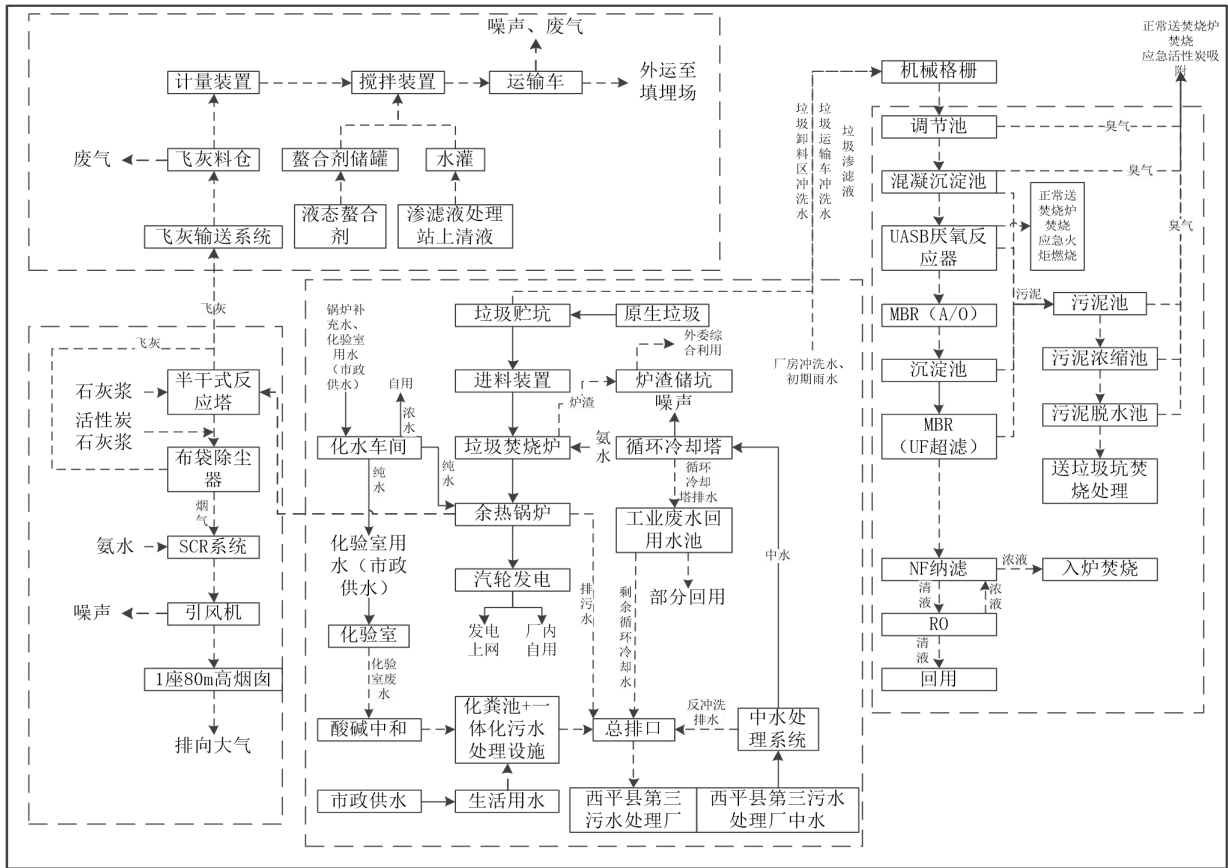 噪声、废气
计量装置
搅拌装置
运输车
外运至
填埋场
废气
飞灰料仓
螯合剂储罐
水灌
液态螯合
剂
渗滤液处理
站上清液
飞灰输送系统
飞灰
飞灰
石灰浆
半干式反
应塔
活性炭
石灰浆
布袋除尘
器
烟气
氨水
SCR系统
噪声
引风机
1座80m高烟囱
排向大气
锅炉补
充水、
化验室
用水
(市政
供水)
自用
浓水
化水车间
纯水
纯水
化验室用
水(市政
供水)
化验室
化验
室废
水
酸碱中和
化粪池+一
体化污水
处理设施
市政供水
生活用水
垃圾贮坑
原生垃圾
外委综
合利用
进料装置
炉渣
炉渣储坑
噪声
垃圾焚烧炉
氨
水
循环冷却塔
循环
冷却
塔排水
余热锅炉
工业废水回
用水池
中水
汽轮发电
部分回用
排污水
剩余循环冷却水
发电
上网
厂内
自用
反冲洗
排水
总排口
中水处
理系统
西平县第三
污水处理厂
西平县第三污水
处理厂中水
垃圾卸料区冲洗水
垃圾运输车冲洗水
垃圾渗滤液
厂房冲洗水、
初期雨水
机械格栅
正常送焚烧炉
焚烧
应急活性炭吸
附
调节池
臭气
混凝沉淀池
臭气
正常送
焚烧炉
焚烧
应急火
炬燃烧
臭气
UASB厌氧反
应器
污泥
污泥池
MBR(A/O)
污泥浓缩池
沉淀池
污泥脱水池
MBR
(UF超滤)
送垃圾坑焚
烧处理
NF纳滤
浓液
入炉焚烧
清液
浓液
RO
清液
回用